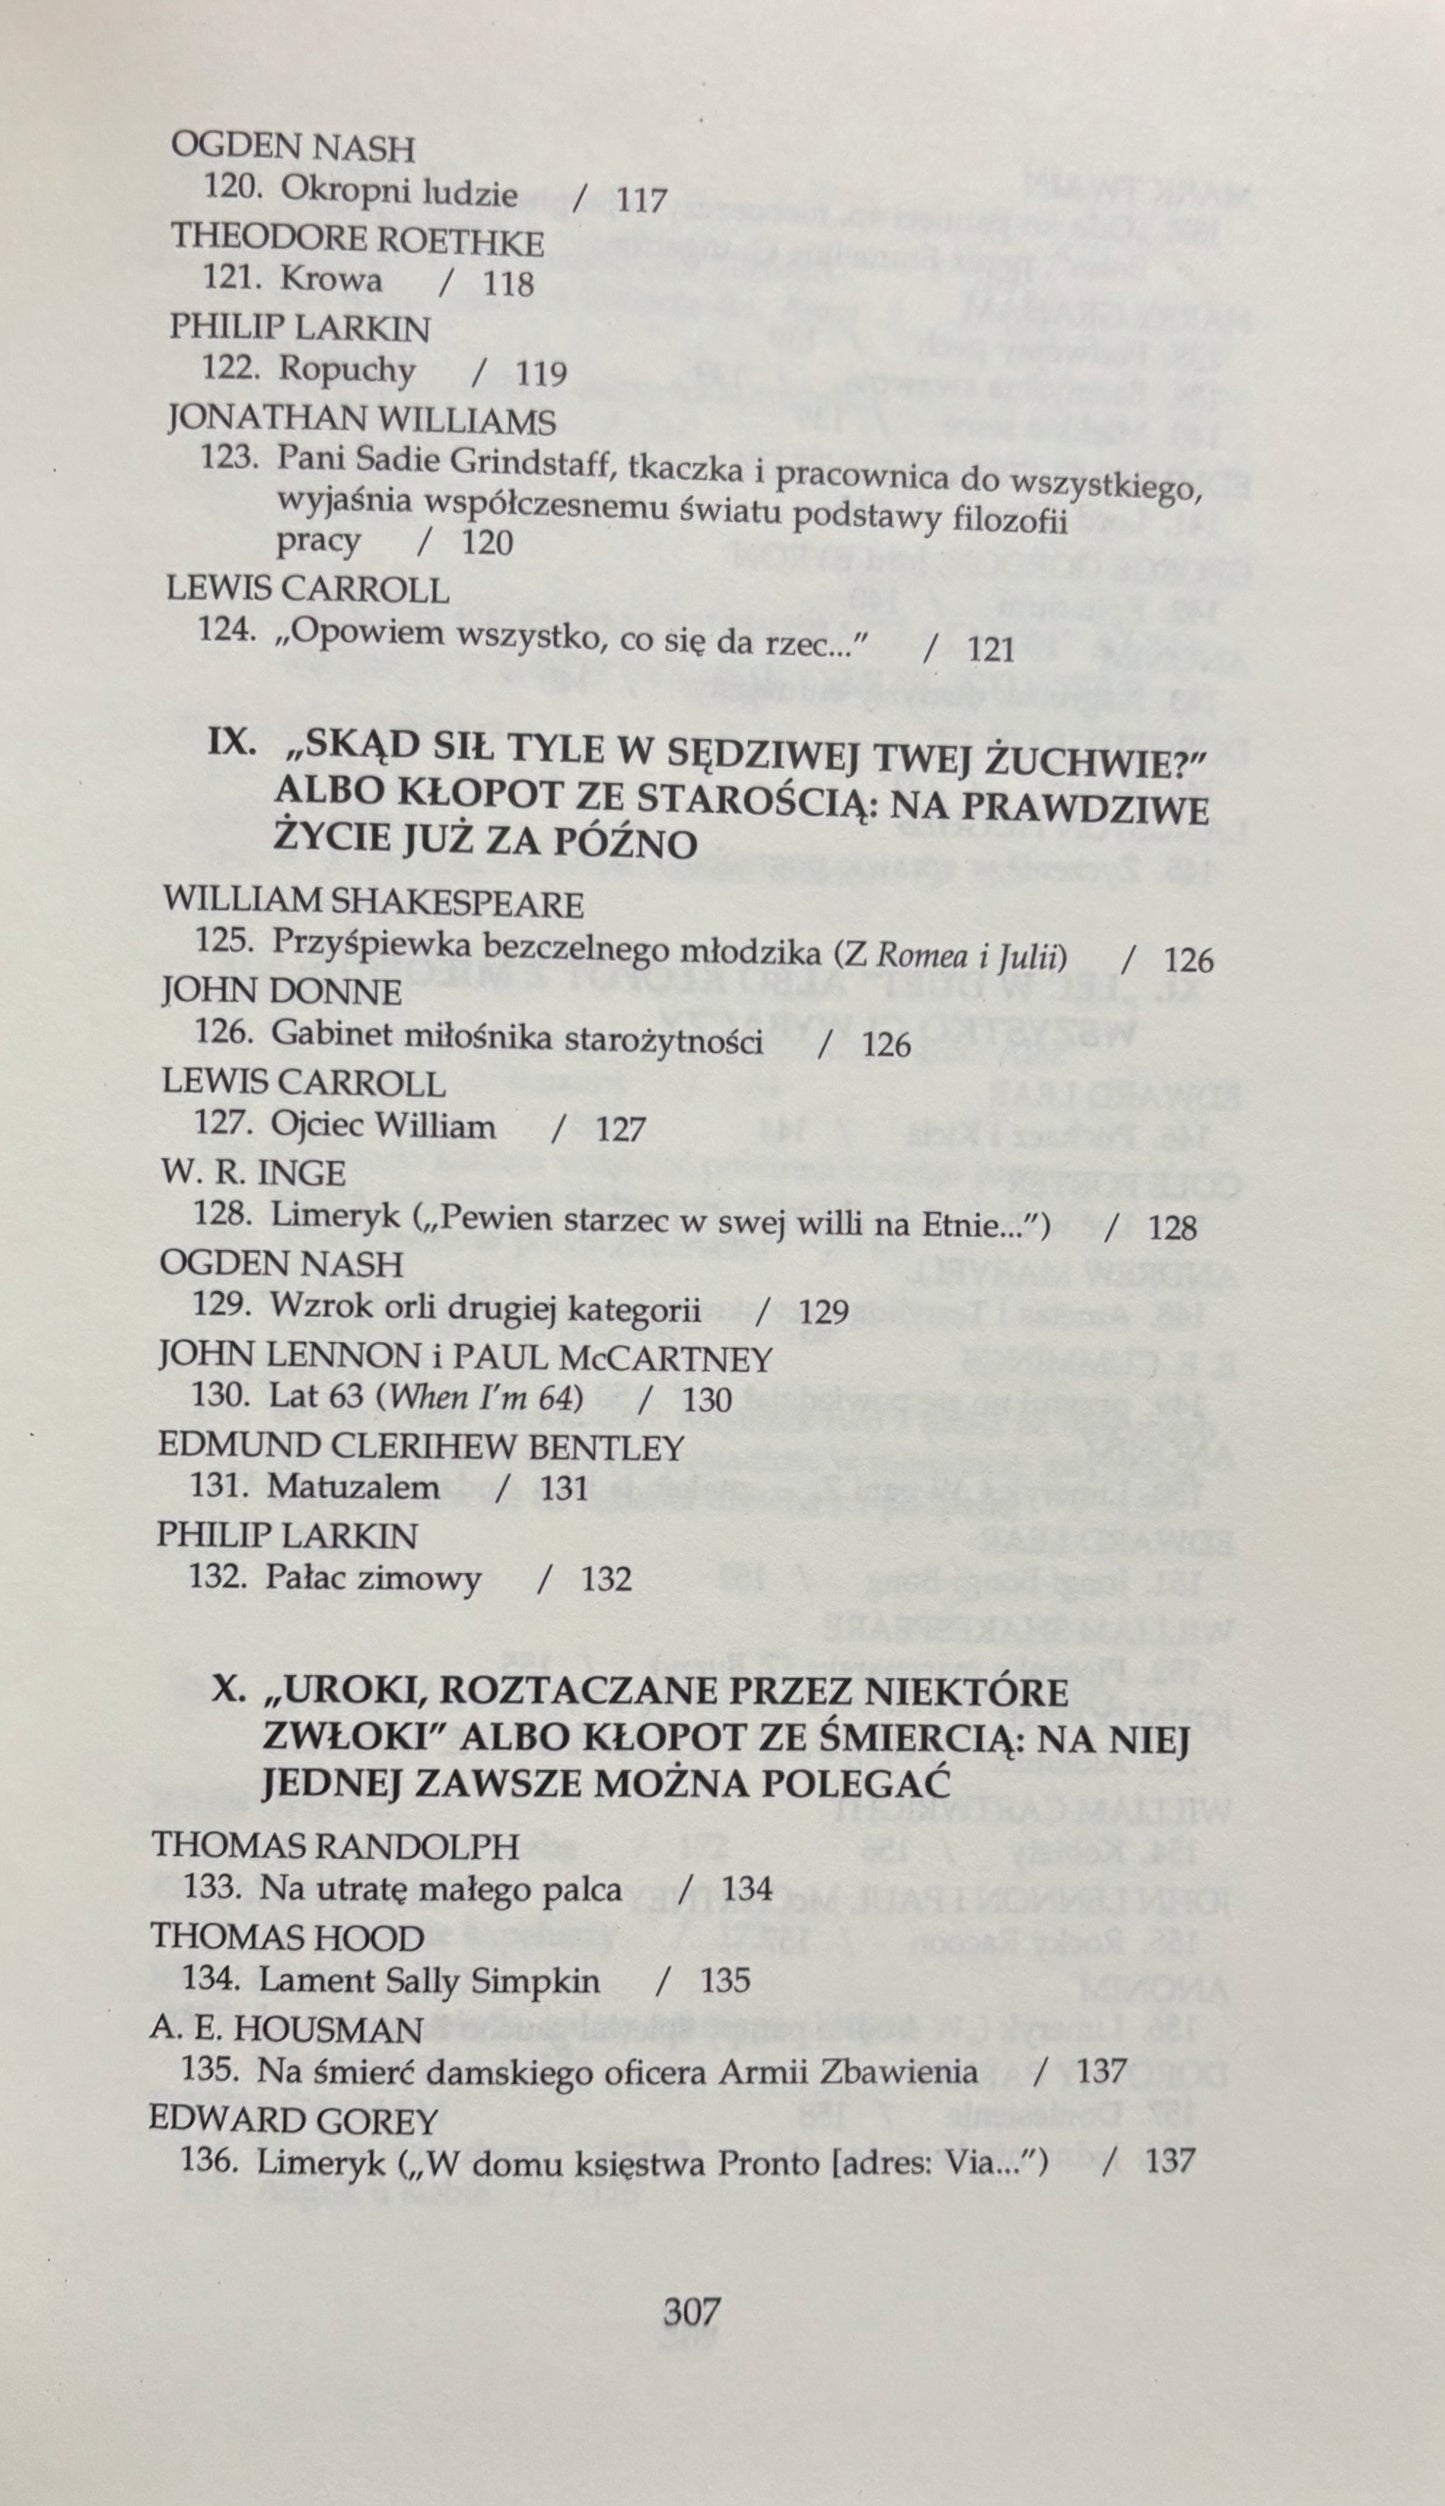 OGDEN NASH
120. Okropni ludzie / 117
THEODORE ROETHKE
121. Krowa / 118
PHILIP LARKIN
122. Ropuchy / 119
JONATHAN WILLIAMS
123. Pani Sadie Grindstaff, tkaczka i pracownica do wszystkiego,
wyjaśnia współczesnemu światu podstawy filozofii
pracy / 120
LEWIS CARROLL
124. „Opowiem wszystko, co się da rzec...” / 121
IX. „SKĄD SIŁ TYLE W SĘDZIWEJ TWEJ ŻUCHWIE?”
ALBO KŁOPOT ZE STAROŚCIĄ: NA PRAWDZIWE
ŻYCIE JUŻ ZA PÓŹNO
WILLIAM SHAKESPEARE
125. Przyśpiewka bezczelnego młodzika (Z Romea i Julii) / 126
JOHN DONNE
126. Gabinet miłośnika starożytności / 126
LEWIS CARROLL
127. Ojciec William / 127
W. R. INGE
128. Limeryk („Pewien starzec w swej willi na Etnie...”) / 128
OGDEN NASH
129. Wzrok orli drugiej kategorii / 129
JOHN LENNON i PAUL McCARTNEY
130. Lat 63 (When I'm 64) / 130
EDMUND CLERIHEW BENTLEY
131. Matuzalem / 131
PHILIP LARKIN
132. Pałac zimowy / 132
X. „UROKI, ROZTACZANE PRZEZ NIEKTÓRE
ZWŁOKI” ALBO KŁOPOT ZE ŚMIERCIĄ: NA NIEJ
JEDNEJ ZAWSZE MOŻNA POLEGAĆ
THOMAS RANDOLPH
133. Na utratę małego palca / 134
THOMAS HOOD
134. Lament Sally Simpkin / 135
A. E. HOUSMAN
135. Na śmierć damskiego oficera Armii Zbawienia / 137
EDWARD GOREY
136. Limeryk („W domu księstwa Pronto [adres: Via...”) / 137
307